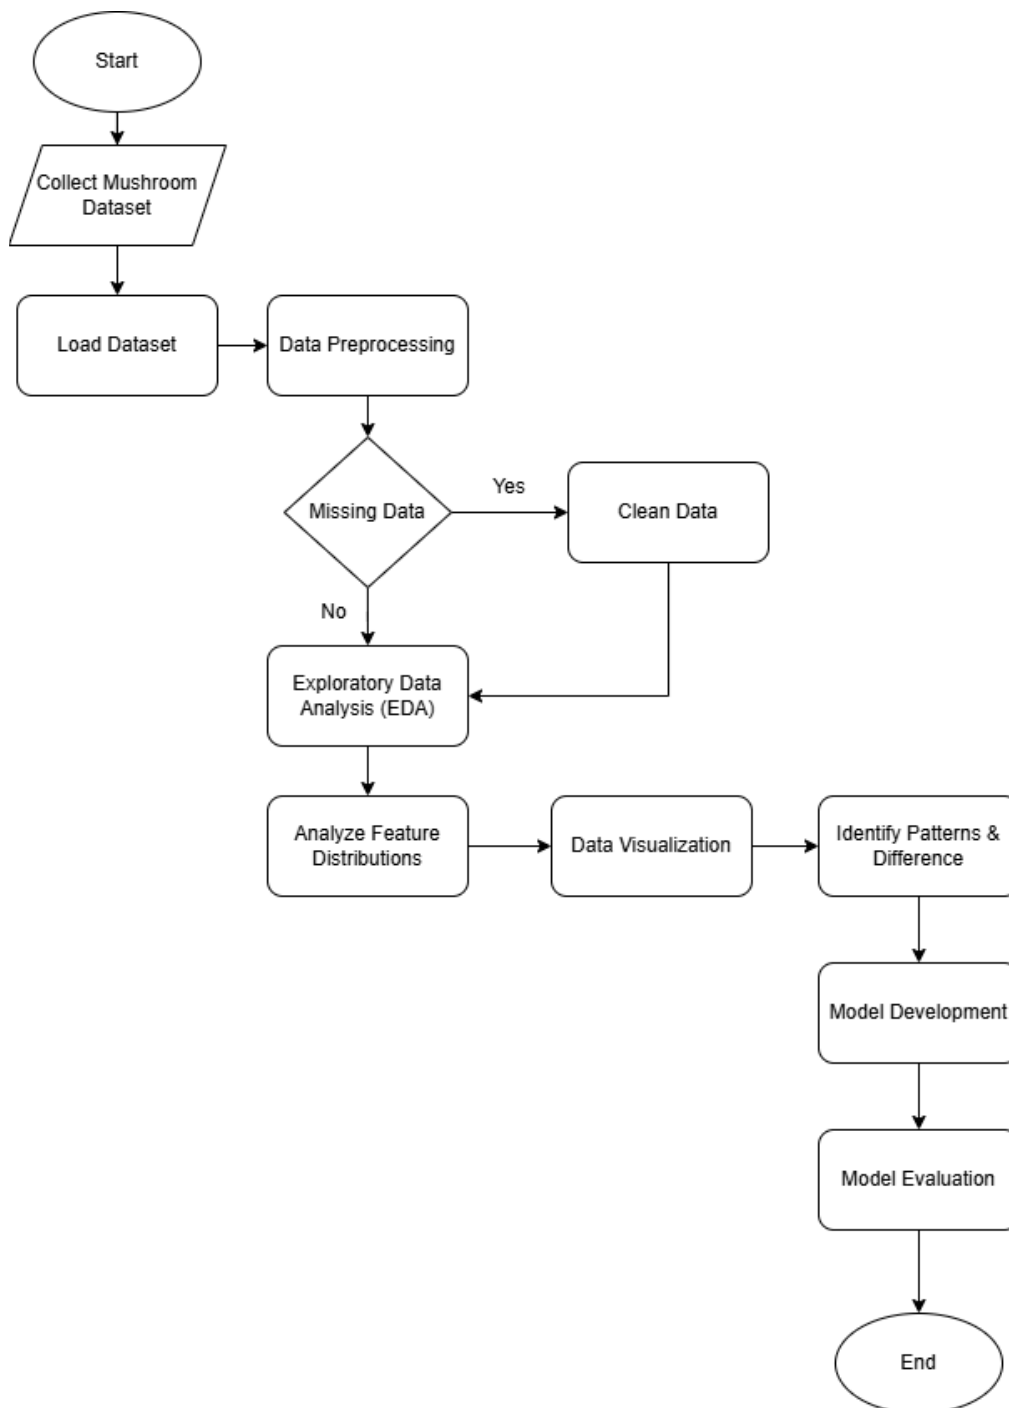 Start
Collect Mushroom
Dataset
Load Dataset
Data Preprocessing
Missing Data
Yes
Clean Data
No
Exploratory Data
Analysis (EDA)
Analyze Feature
Distributions
Data Visualization
Identify Patterns &
Difference
Model Development
Model Evaluation
End